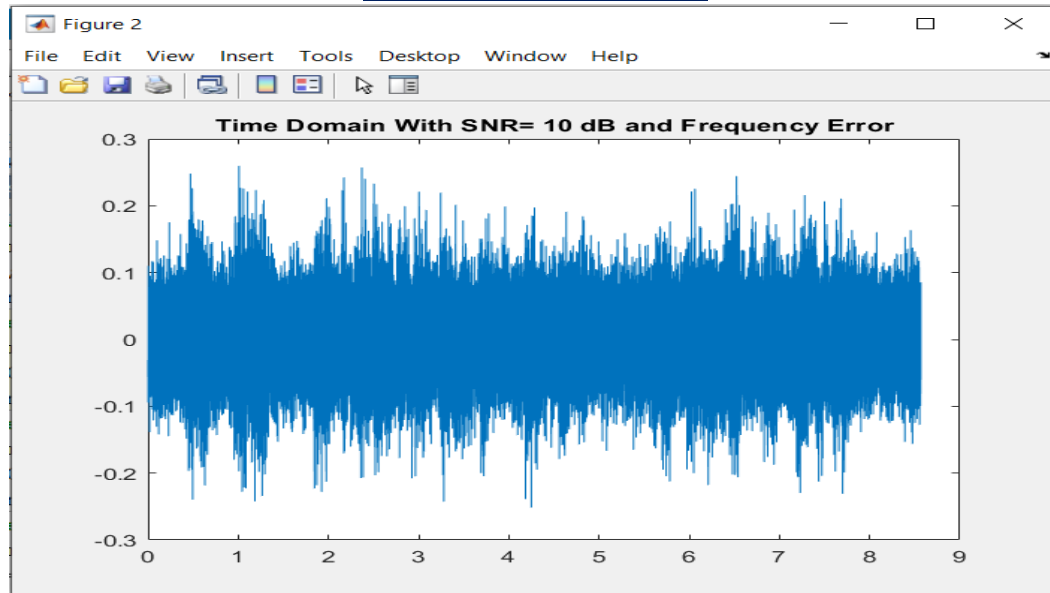 Figure 2
File Edit View Insert Tools Desktop Window Help
Time Domain With SNR= 10 dB and Frequency Error
0.3
0.2
0.1
0
-0.1
-0.2
-0.3
0 1 2 3 4 5 6 7 8 9